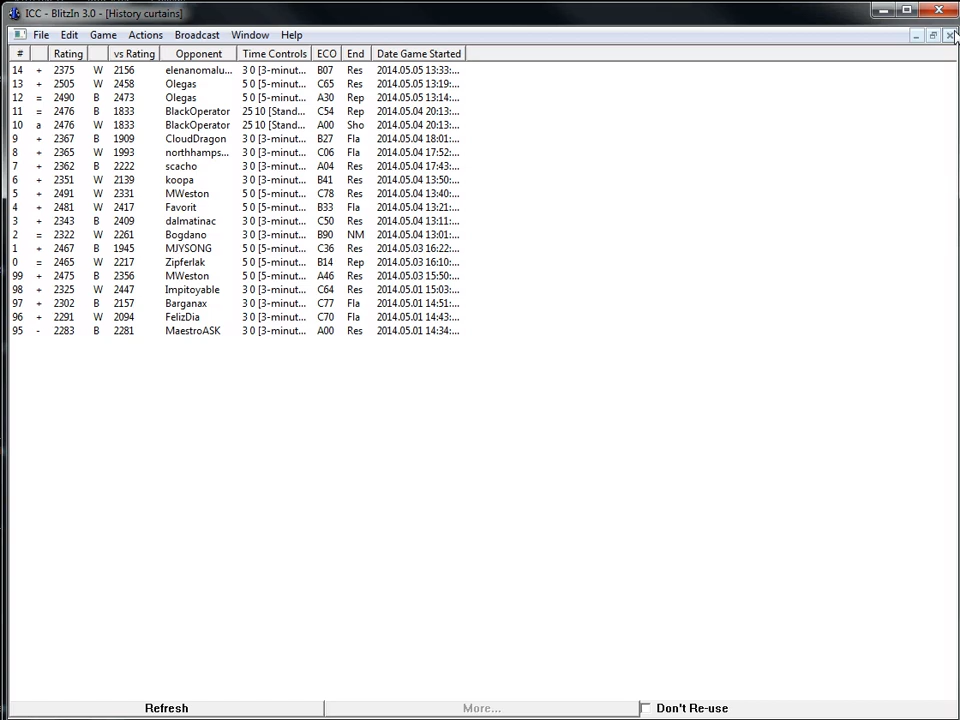 ICC - BlitzIn 3.0 - [History curtains]
File Edit Game Actions Broadcast Window Help
# Rating vs Rating Opponent Time Controls ECO End Date Game Started
14 + 2375 W 2156 elenanomalu... 3 0 [3-minut... B07 Res 2014.05.05 13:33:...
13 + 2505 W 2458 Olegas 5 0 [5-minut... C65 Res 2014.05.05 13:19:...
12 = 2490 B 2473 Olegas 5 0 [5-minut... A30 Rep 2014.05.05 13:14:...
11 = 2476 B 1833 BlackOperator 25 10 [Stand... C54 Rep 2014.05.04 20:13:...
10 a 2476 W 1833 BlackOperator 25 10 [Stand... A00 Sho 2014.05.04 20:13:...
9 + 2367 B 1909 CloudDragon 3 0 [3-minut... B27 Fla 2014.05.04 18:01:...
8 + 2365 W 1993 northhamps... 3 0 [3-minut... C06 Fla 2014.05.04 17:52:...
7 + 2362 B 2222 scacho 3 0 [3-minut... A04 Res 2014.05.04 17:43:...
6 + 2351 W 2139 koopa 3 0 [3-minut... B41 Res 2014.05.04 13:50:...
5 + 2491 W 2331 MWeston 5 0 [5-minut... C78 Res 2014.05.04 13:40:...
4 + 2481 W 2417 Favorit 5 0 [5-minut... B33 Fla 2014.05.04 13:21:...
3 + 2343 B 2409 dalmatinac 3 0 [3-minut... C50 Res 2014.05.04 13:11:...
2 = 2322 W 2261 Bogdano 3 0 [3-minut... B90 NM 2014.05.04 13:01:...
1 + 2467 B 1945 MJYSONG 5 0 [5-minut... C36 Res 2014.05.03 16:22:...
0 = 2465 W 2217 Zipferlak 5 0 [5-minut... B14 Rep 2014.05.03 16:10:...
99 + 2475 B 2356 MWeston 5 0 [5-minut... A46 Res 2014.05.03 15:50:...
98 + 2325 W 2447 Impitoyable 3 0 [3-minut... C64 Res 2014.05.01 15:03:...
97 + 2302 B 2157 Barganax 3 0 [3-minut... C77 Fla 2014.05.01 14:51:...
96 + 2291 W 2094 FelizDia 3 0 [3-minut... C70 Fla 2014.05.01 14:43:...
95 - 2283 B 2281 MaestroASK 3 0 [3-minut... A00 Res 2014.05.01 14:34:...
Refresh More... Don't Re-use